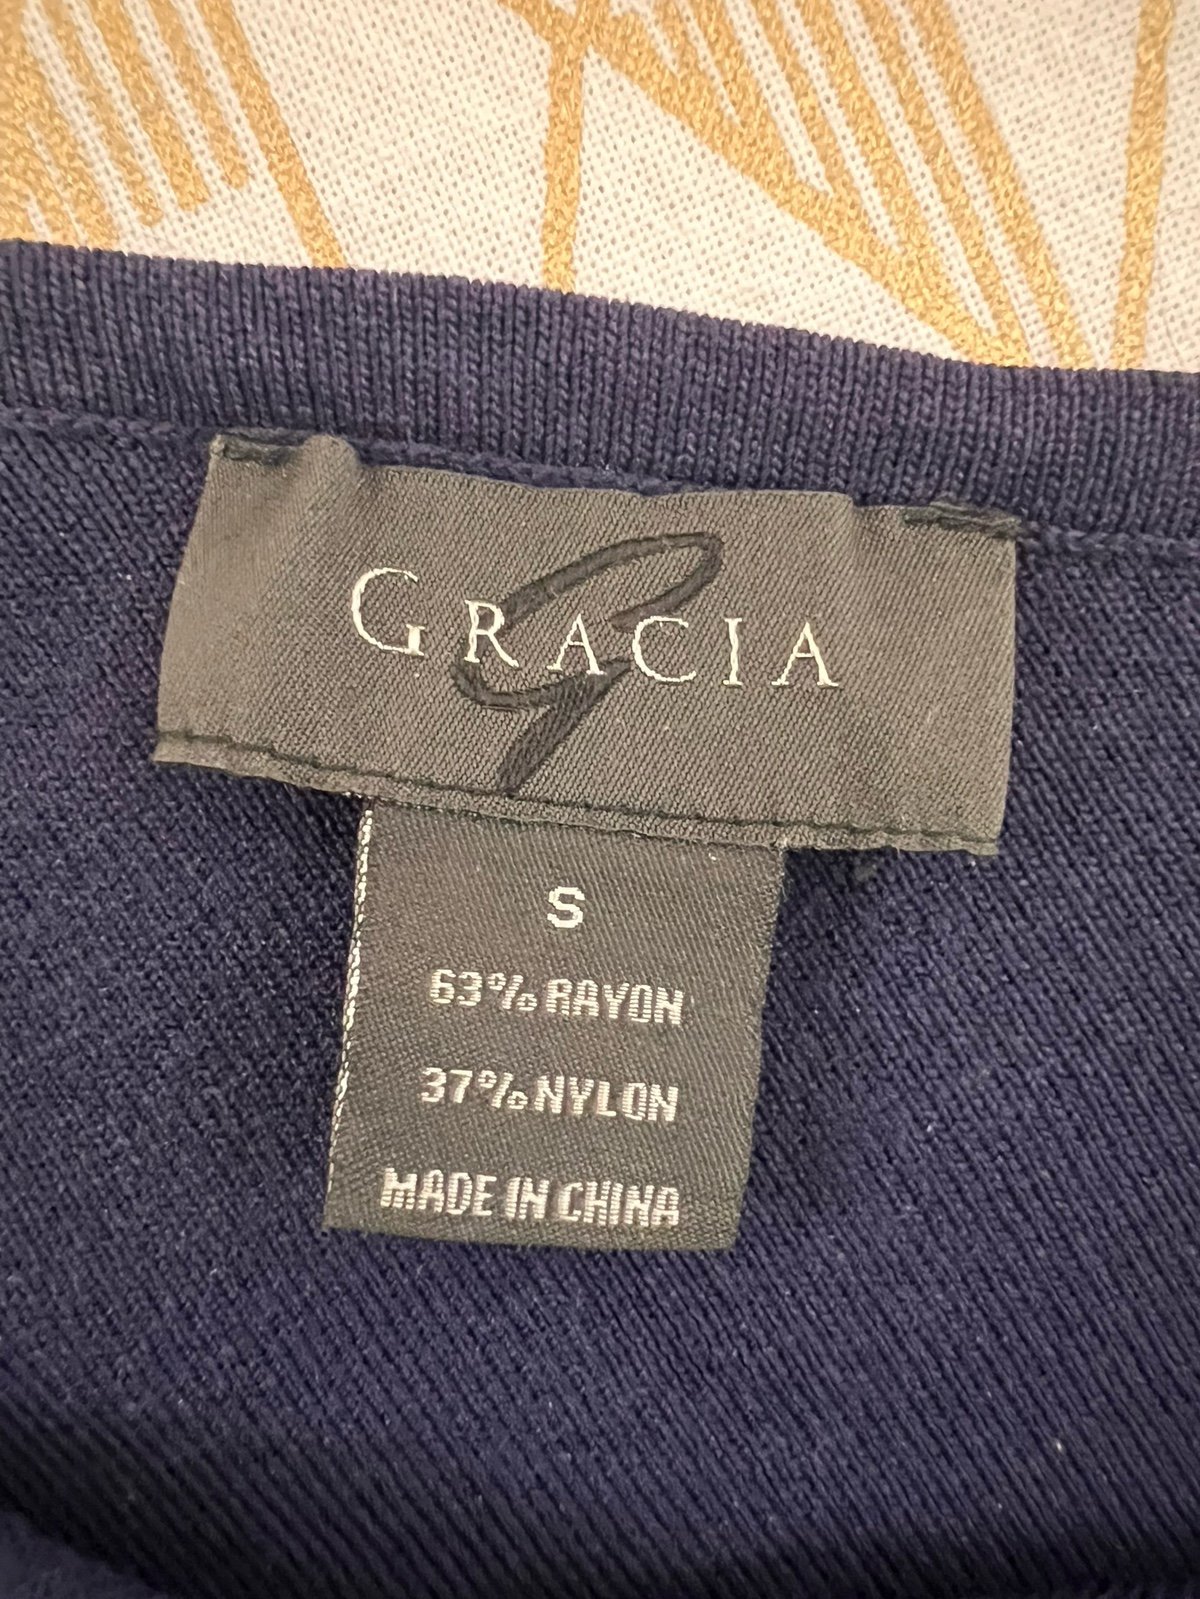 GRACIA
S
63% RAYON
37% NYLON
MADE IN CHINA